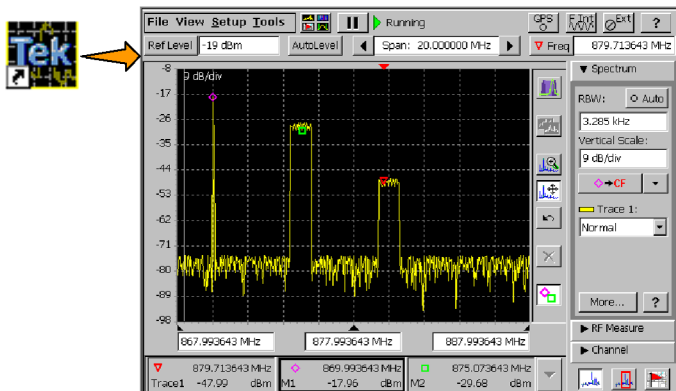 Tek
File View Setup Tools Running GPS F Int Ext ?
Ref Level -19 dBm AutoLevel Span: 20.000000 MHz Freq 879.713643 MHz
Spectrum
-8
9 dB/div
-17
-26
-35
-44
-53
-62
-71
-80
-89
-98
RBW: Auto
3.285 kHz
Vertical Scale:
9 dB/div
→CF
Trace 1:
Normal
More... ?
RF Measure
Channel
867.993643 MHz 877.993643 MHz 887.993643 MHz
879.713643 MHz 869.993643 MHz 875.073643 MHz
Trace1 -47.99 dBm M1 -17.96 dBm M2 -29.68 dBm